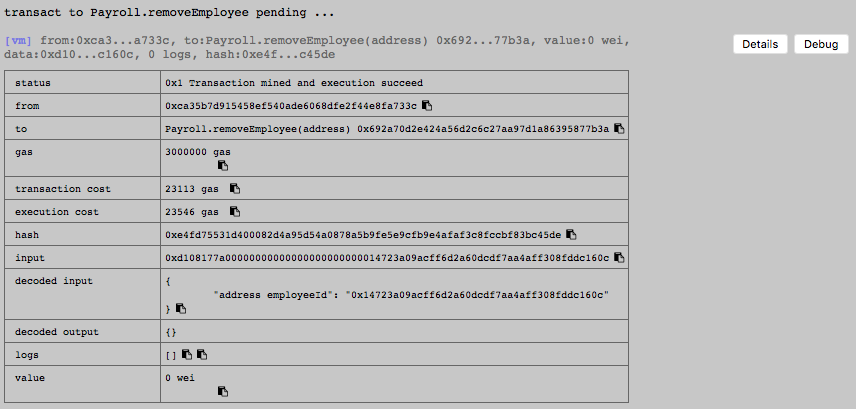 transact to Payroll.removeEmployee pending ...
[vm] from:0xca3...a733c, to:Payroll.removeEmployee(address) 0x692...77b3a, value:0 wei,
data:0xd10...c160c, 0 logs, hash:0xe4f...c45de
Details Debug
status 0x1 Transaction mined and execution succeed
from 0xca35b7d915458ef540ade6068dfe2f44e8fa733c
to Payroll.removeEmployee(address) 0x692a70d2e424a56d2c6c27aa97d1a86395877b3a
gas 3000000 gas
transaction cost 23113 gas
execution cost 23546 gas
hash 0xe4fd75531d400082d4a95d54a0878a5b9fe5e9cfb9e4afaf3c8fccbf83bc45de
input 0xd108177a00000000000000000000000014723a09acff6d2a60dcdf7aa4aff308fddc160c
decoded input {
"address employeeId": "0x14723a09acff6d2a60dcdf7aa4aff308fddc160c"
}
decoded output {}
logs []
value 0 wei